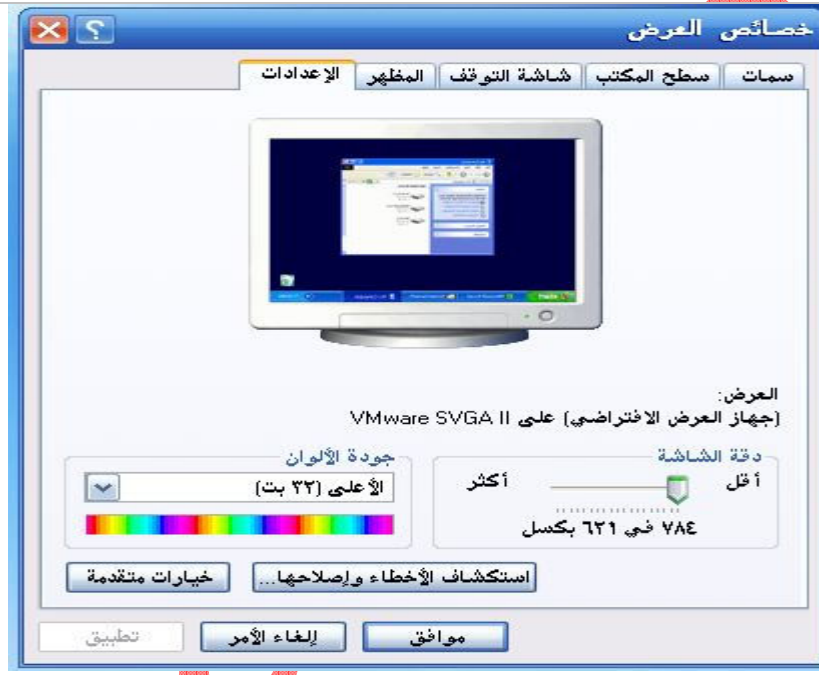 خصائص العرض
سمات
سطح المكتب
شاشة التوقف
المظهر
الإعدادات
العرض:
(جهاز العرض الافتراضي) على VMware SVGA II
دقة الشاشة
أقل
أكثر
٧٨٤ في ٦٢١ بكسل
جودة الألوان
الأعلى (٣٢ بت)
استكشاف الأخطاء وإصلاحها...
خيارات متقدمة
موافق
إلغاء الأمر
تطبيق